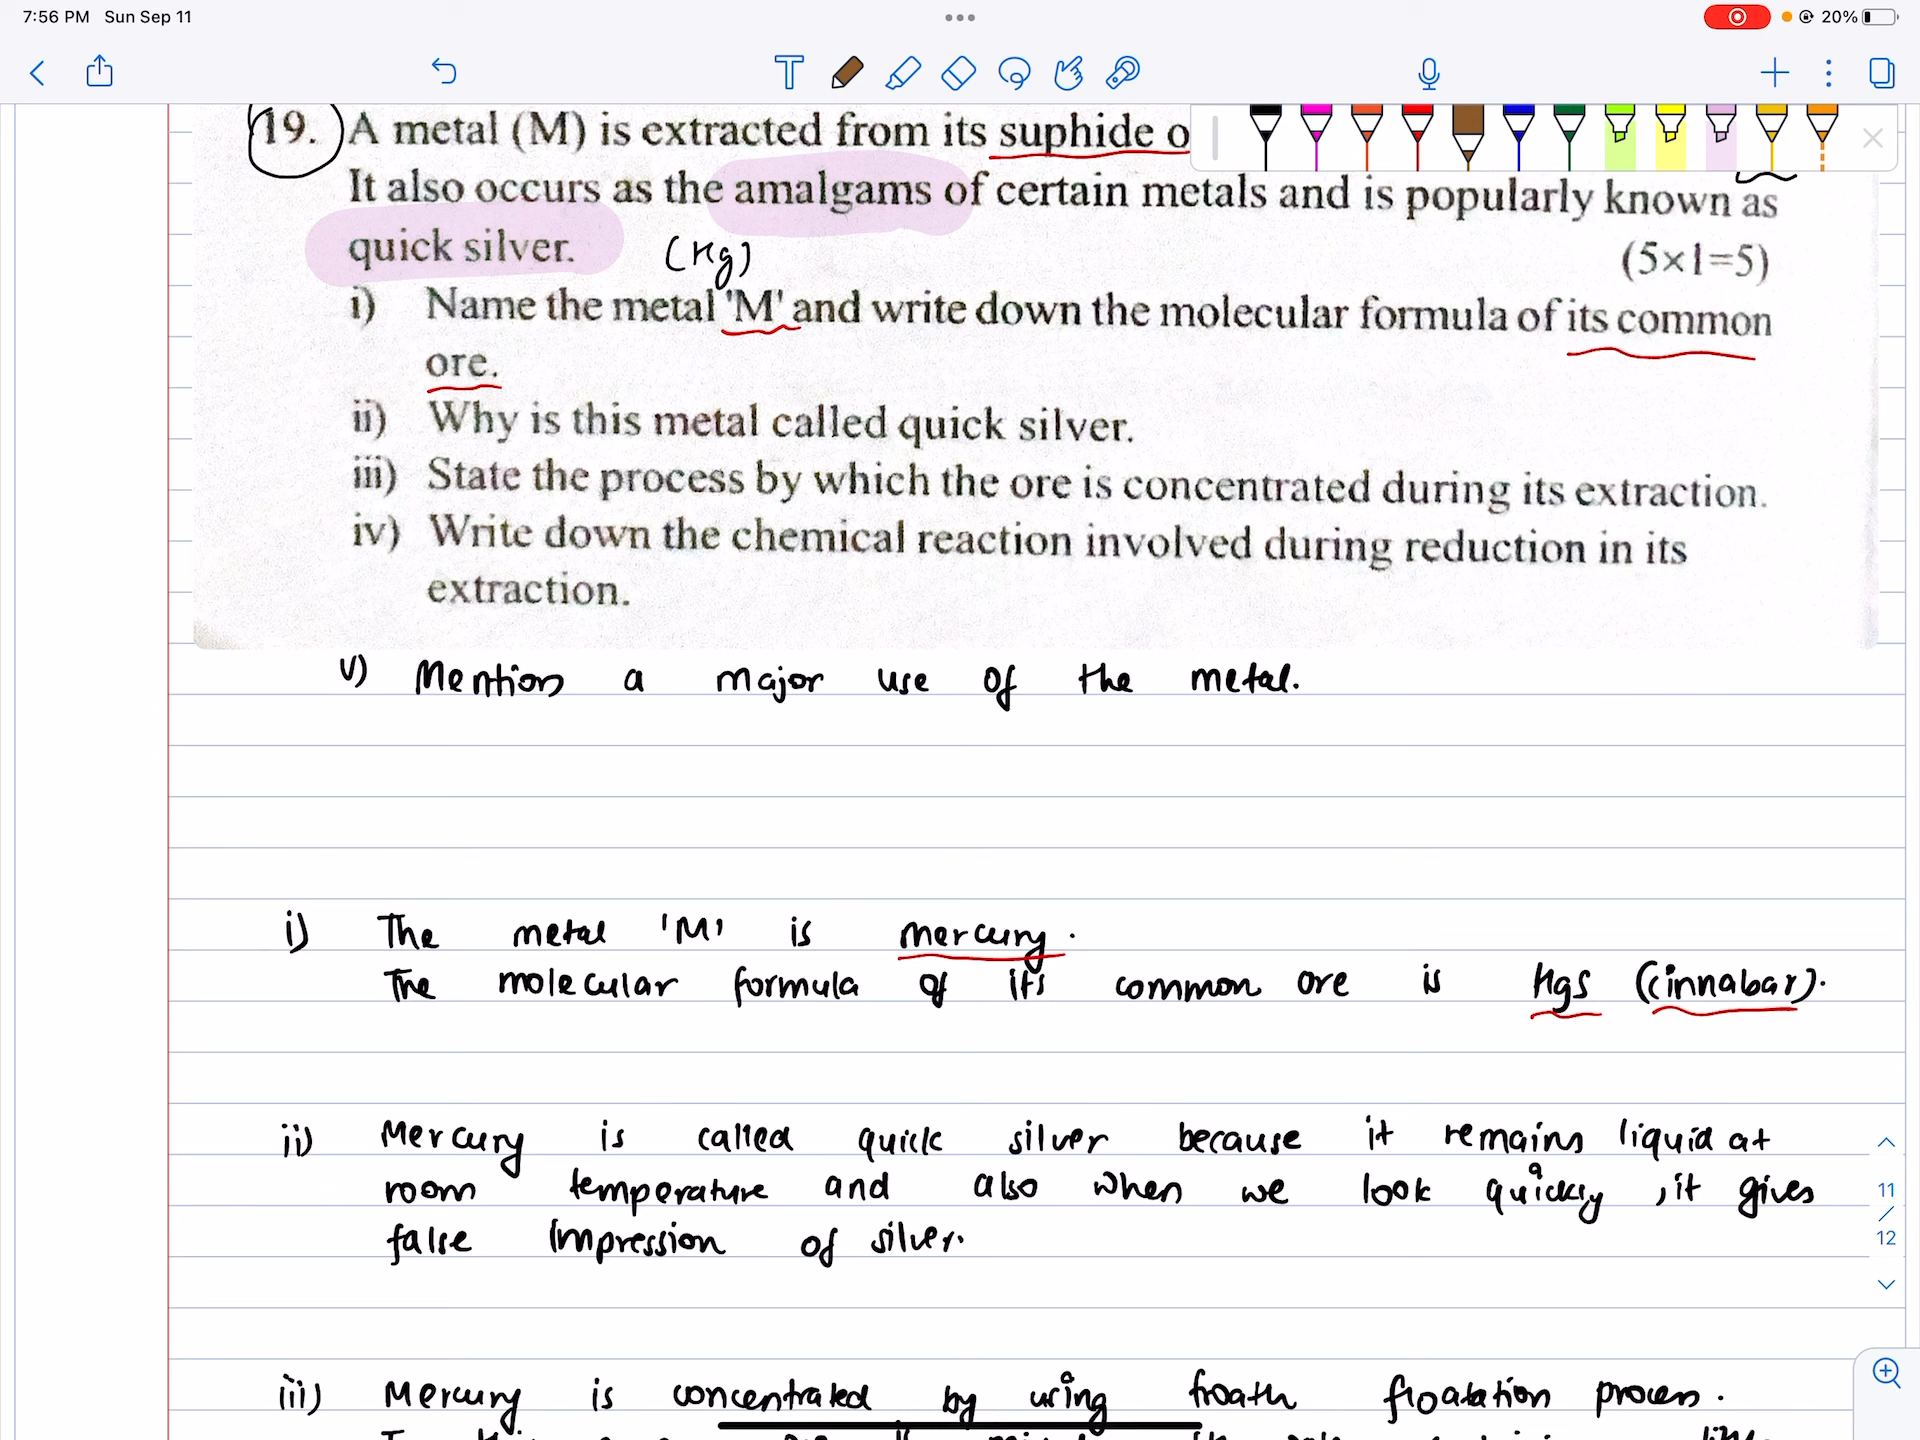 7:56 PM Sun Sep 11
20%
19. A metal (M) is extracted from its suphide o
It also occurs as the amalgams of certain metals and is popularly known as
quick silver. (Hg) (5×1=5)
i) Name the metal 'M' and write down the molecular formula of its common
ore.
ii) Why is this metal called quick silver.
iii) State the process by which the ore is concentrated during its extraction.
iv) Write down the chemical reaction involved during reduction in its
extraction.
v) Mention a major use of the metal.
i) The metal 'M' is mercury.
The molecular formula of its common ore is HgS (cinnabar).
ii) Mercury is called quick silver because it remains liquid at
room temperature and also when we look quickly, it gives
false impression of silver.
11
/
12
iii) Mercury is concentrated by using froath floatation process.